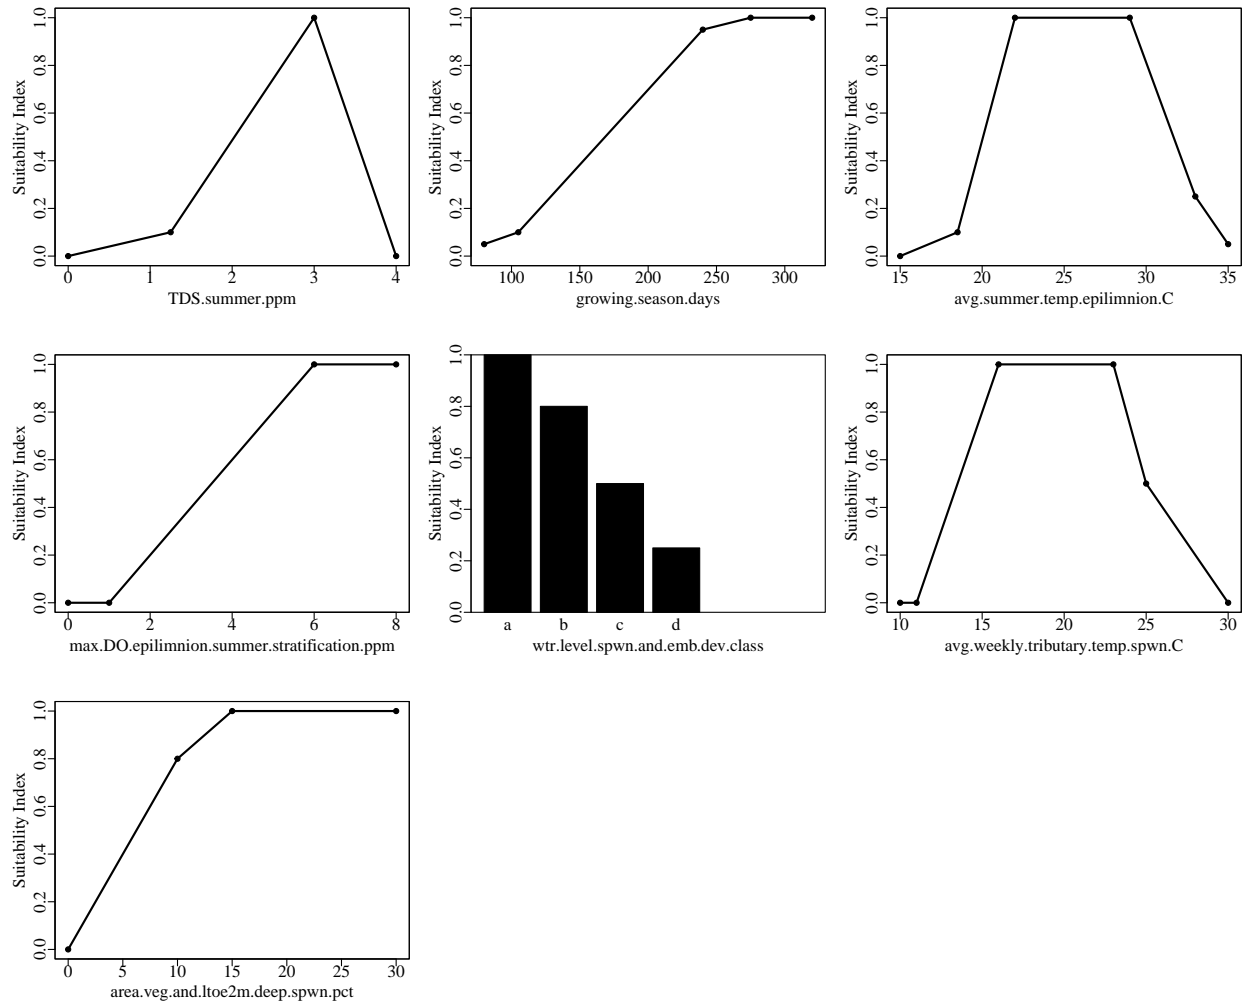 Suitability Index
0.0 0.2 0.4 0.6 0.8 1.0
0 1 2 3 4
TDS.summer.ppm
Suitability Index
0.0 0.2 0.4 0.6 0.8 1.0
100 150 200 250 300
growing.season.days
Suitability Index
0.0 0.2 0.4 0.6 0.8 1.0
15 20 25 30 35
avg.summer.temp.epilimnion.C
Suitability Index
0.0 0.2 0.4 0.6 0.8 1.0
0 2 4 6 8
max.DO.epilimnion.summer.stratification.ppm
Suitability Index
0.0 0.2 0.4 0.6 0.8 1.0
a b c d
wtr.level.spwn.and.emb.dev.class
Suitability Index
0.0 0.2 0.4 0.6 0.8 1.0
10 15 20 25 30
avg.weekly.tributary.temp.spwn.C
Suitability Index
0.0 0.2 0.4 0.6 0.8 1.0
0 5 10 15 20 25 30
area.veg.and.ltoe2m.deep.spwn.pct